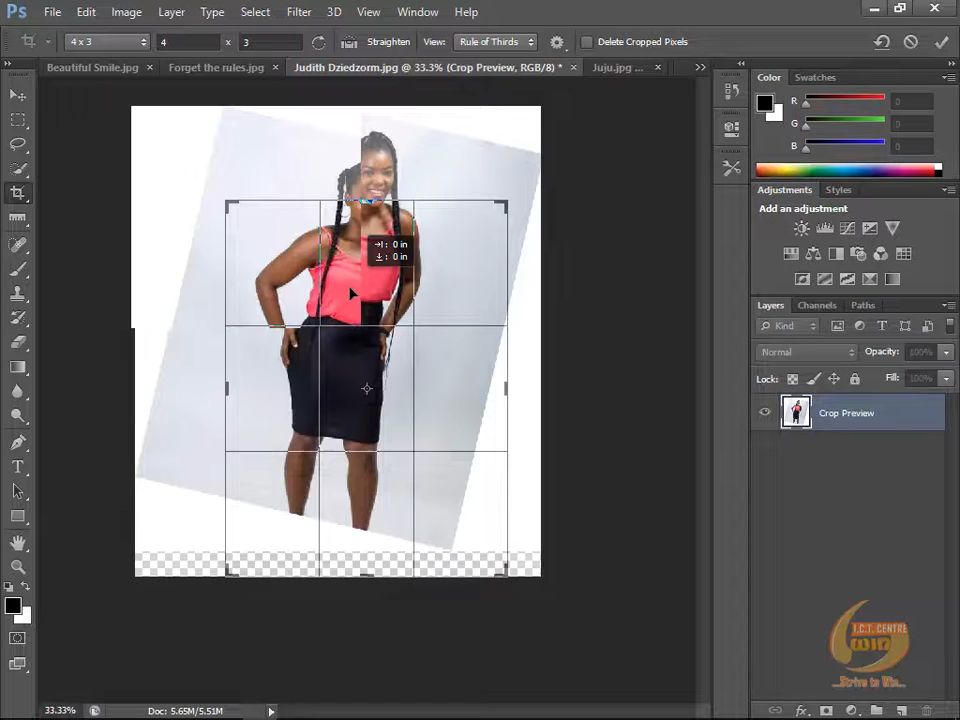 Ps File Edit Image Layer Type Select Filter 3D View Window Help
4 x 3 4 x 3 Straighten View: Rule of Thirds Delete Cropped Pixels
Beautiful Smile.jpg × Forget the rules.jpg × Judith Dziedzorm.jpg @ 33.3% (Crop Preview, RGB/8) * × Juju.jpg ... ×
Color Swatches
R 0
G 0
B 0
Adjustments Styles
Add an adjustment
Layers Channels Paths
Kind
Normal Opacity: 100%
Lock: Fill: 100%
Crop Preview
: 0 in
: 0 in
33.33% Doc: 5.65M/5.51M
I.C.T. CENTRE
WIN
...Strive to Win...